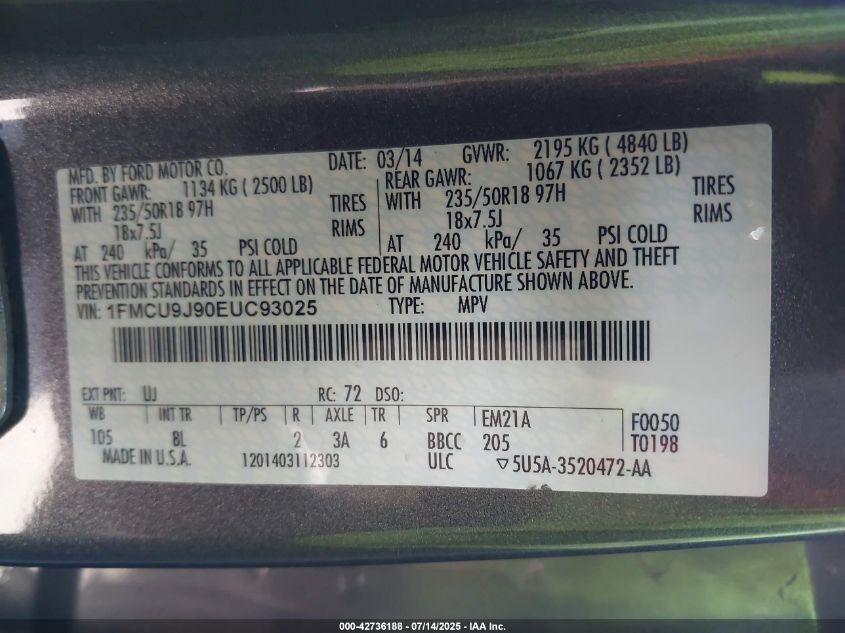 MFD. BY FORD MOTOR CO. DATE: 03/14 GVWR: 2195 KG ( 4840 LB)
FRONT GAWR: 1134 KG ( 2500 LB) REAR GAWR: 1067 KG ( 2352 LB)
WITH 235/50R18 97H TIRES WITH 235/50R18 97H TIRES
18x7.5J RIMS 18x7.5J RIMS
AT 240 kPa/ 35 PSI COLD AT 240 kPa/ 35 PSI COLD
THIS VEHICLE CONFORMS TO ALL APPLICABLE FEDERAL MOTOR VEHICLE SAFETY AND THEFT
PREVENTION STANDARDS IN EFFECT ON THE DATE OF MANUFACTURE SHOWN ABOVE.
VIN: 1FMCU9J90EUC93025 TYPE: MPV
EXT PNT: UJ RC: 72 DSO:
WB INT TR TP/PS R AXLE TR SPR EM21A F0050
105 8L 2 3A 6 BBCC 205 T0198
MADE IN U.S.A. 1201403112303 ULC ▽5U5A-3520472-AA
000-42736188 - 07/14/2025 - IAA Inc.